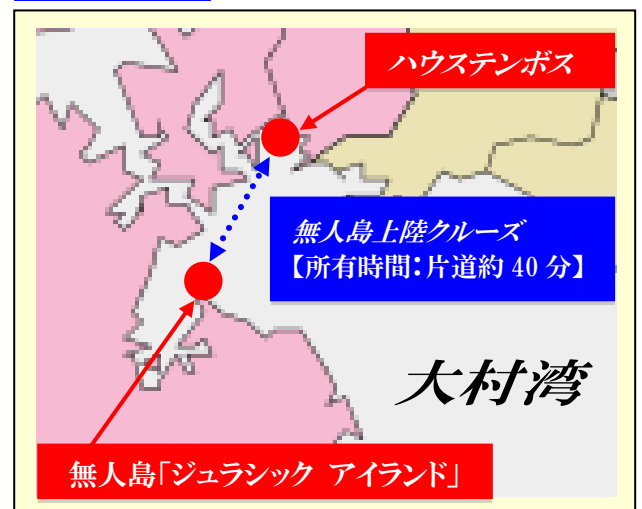 ハウステンボス
無人島上陸クルーズ
【所有時間：片道約 40 分】
大村湾
無人島「ジュラシック アイランド」